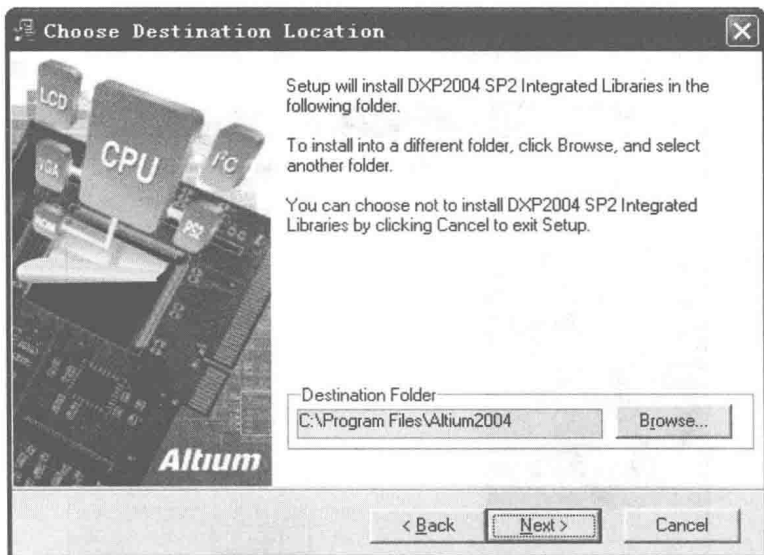 Choose Destination Location
Setup will install DXP2004 SP2 Integrated Libraries in the
following folder.
To install into a different folder, click Browse, and select
another folder.
You can choose not to install DXP2004 SP2 Integrated
Libraries by clicking Cancel to exit Setup.
LCD
CPU
I²C
VGA
PS2
Destination Folder
C:\Program Files\Altium2004
Browse...
Altium
< Back
Next >
Cancel